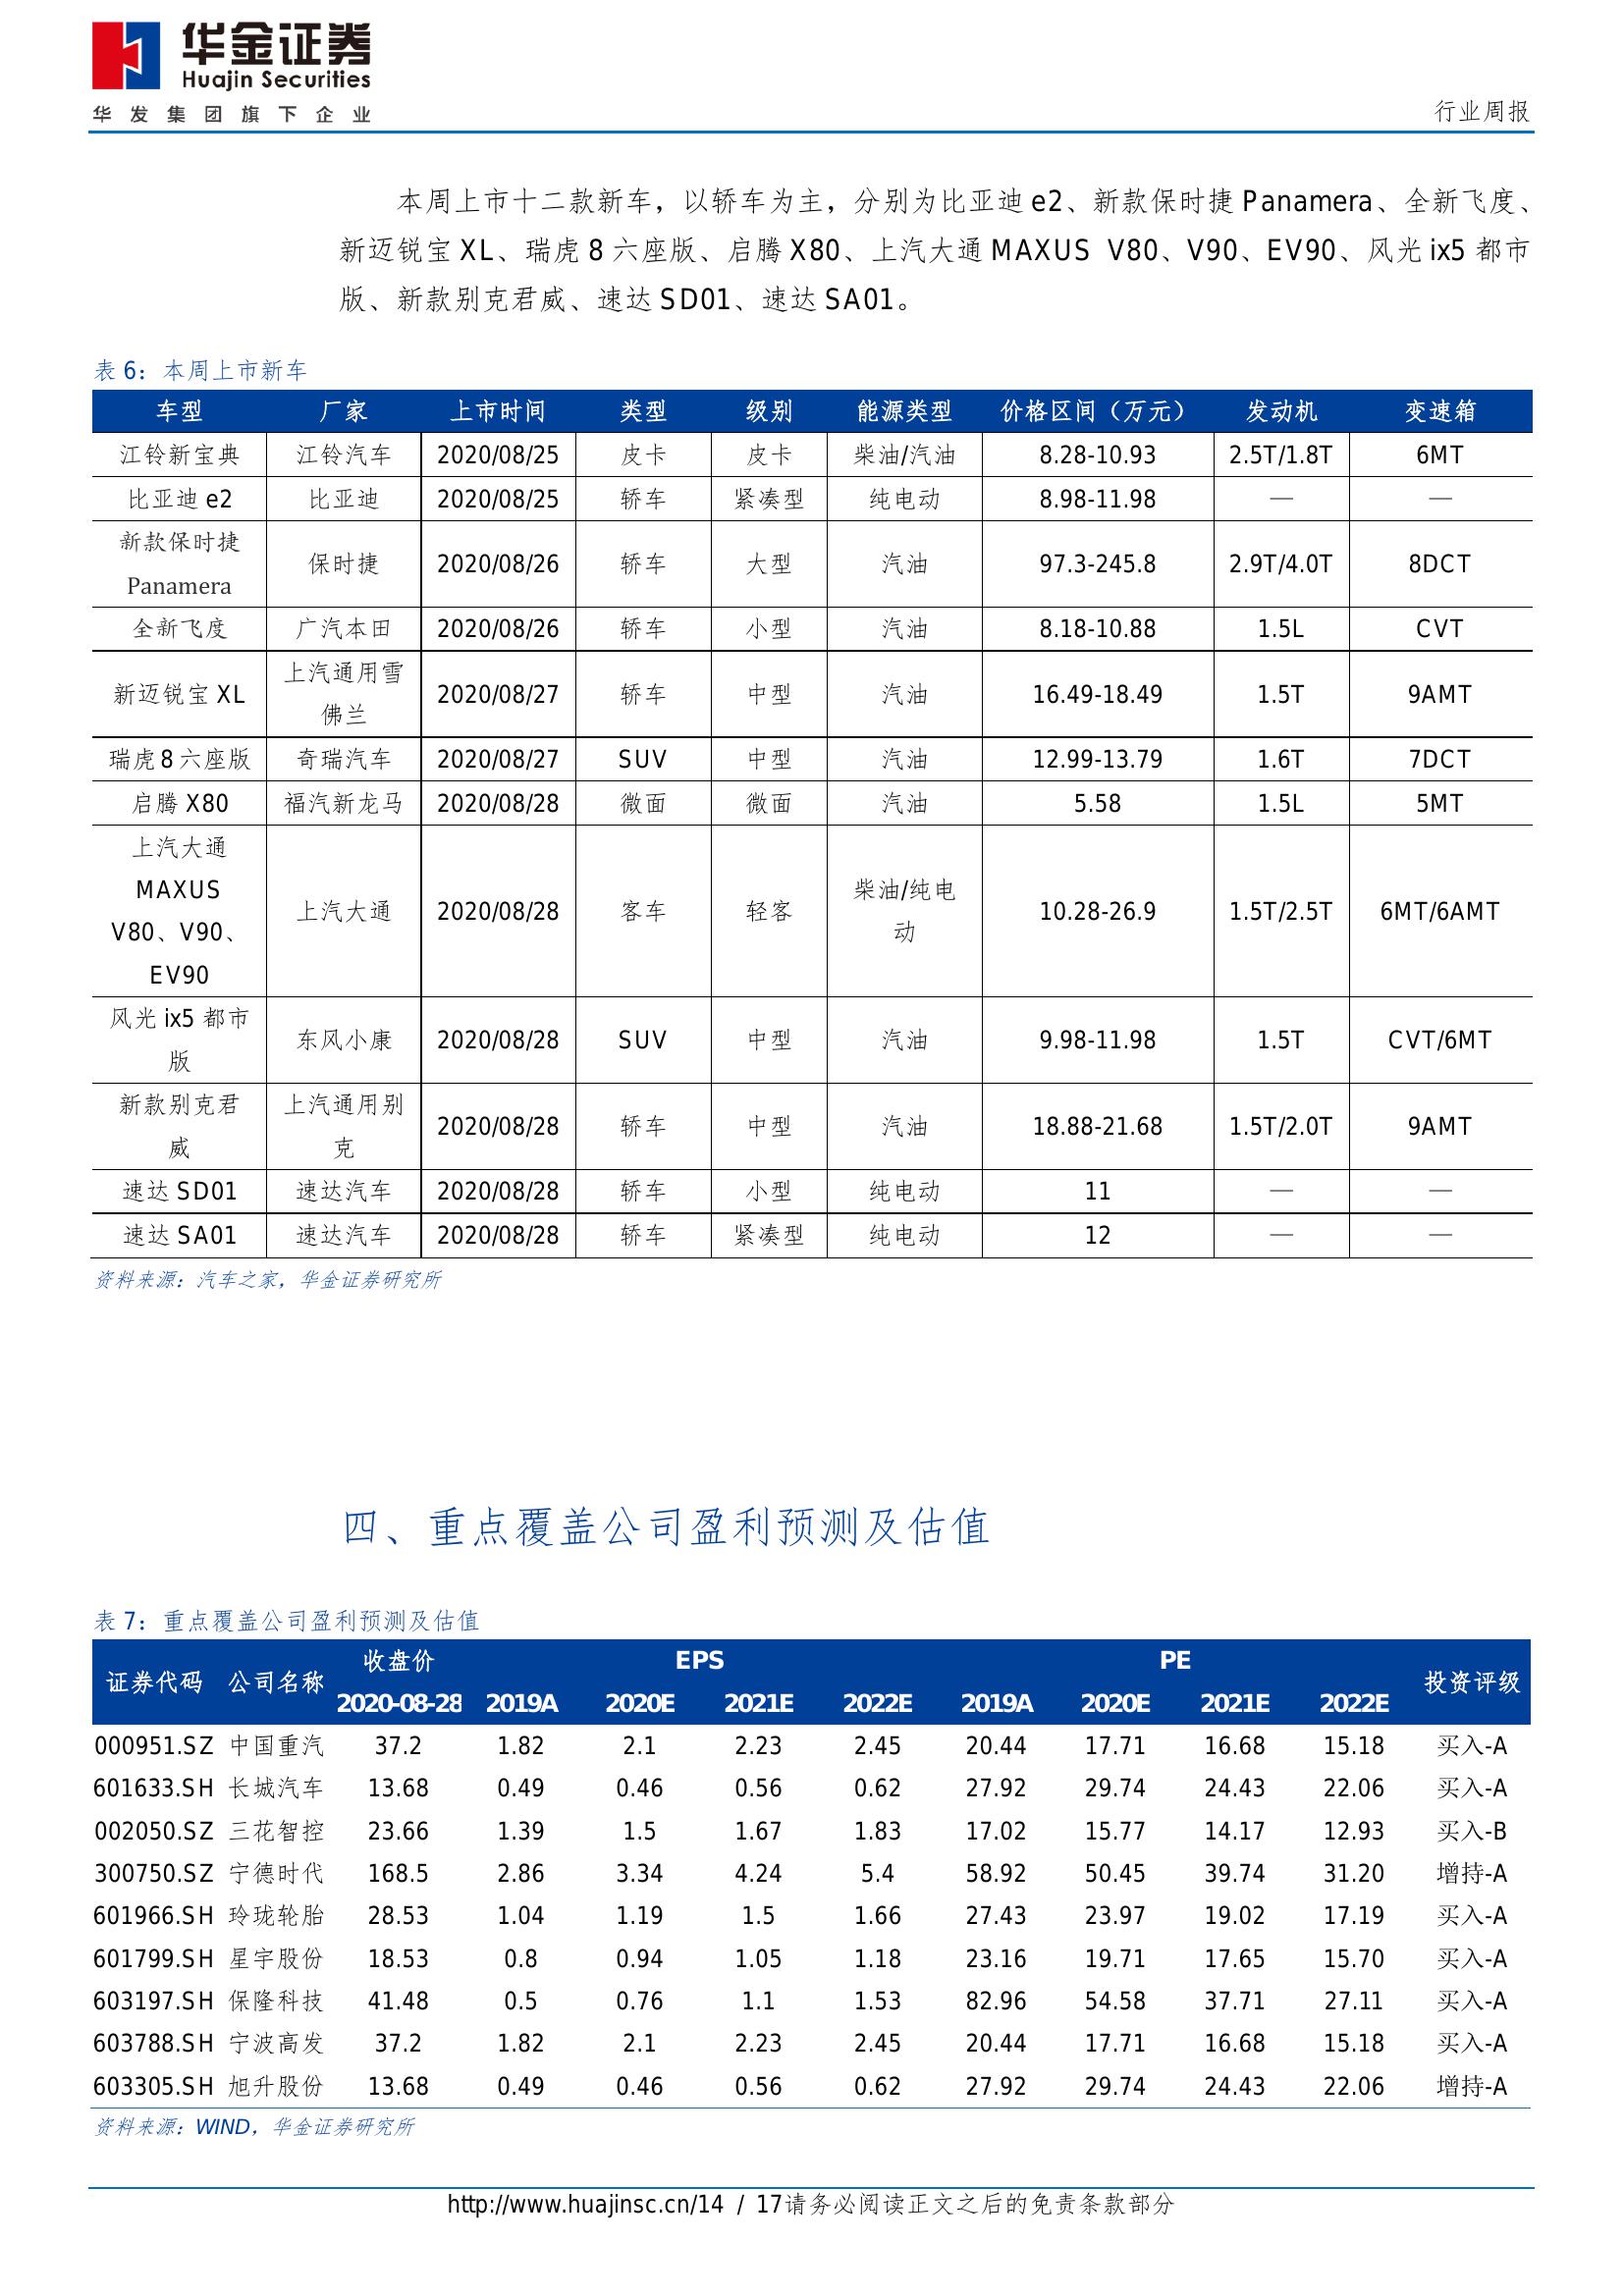 华金证券
Huajin Securities
华发集团旗下企业
行业周报
本周上市十二款新车，以轿车为主，分别为比亚迪 e2、新款保时捷 Panamera、全新飞度、
新迈锐宝 XL、瑞虎 8 六座版、启腾 X80、上汽大通 MAXUS V80、V90、EV90、风光 ix5 都市
版、新款别克君威、速达 SD01、速达 SA01。
表 6：本周上市新车
车型 厂家 上市时间 类型 级别 能源类型 价格区间（万元） 发动机 变速箱
江铃新宝典 江铃汽车 2020/08/25 皮卡 皮卡 柴油/汽油 8.28-10.93 2.5T/1.8T 6MT
比亚迪 e2 比亚迪 2020/08/25 轿车 紧凑型 纯电动 8.98-11.98 — —
新款保时捷
Panamera
保时捷 2020/08/26 轿车 大型 汽油 97.3-245.8 2.9T/4.0T 8DCT
全新飞度 广汽本田 2020/08/26 轿车 小型 汽油 8.18-10.88 1.5L CVT
新迈锐宝 XL
上汽通用雪
佛兰
2020/08/27 轿车 中型 汽油 16.49-18.49 1.5T 9AMT
瑞虎 8 六座版 奇瑞汽车 2020/08/27 SUV 中型 汽油 12.99-13.79 1.6T 7DCT
启腾 X80 福汽新龙马 2020/08/28 微面 微面 汽油 5.58 1.5L 5MT
上汽大通
MAXUS
V80、V90、
EV90
上汽大通 2020/08/28 客车 轻客
柴油/纯电
动
10.28-26.9 1.5T/2.5T 6MT/6AMT
风光 ix5 都市
版
东风小康 2020/08/28 SUV 中型 汽油 9.98-11.98 1.5T CVT/6MT
新款别克君
威
上汽通用别
克
2020/08/28 轿车 中型 汽油 18.88-21.68 1.5T/2.0T 9AMT
速达 SD01 速达汽车 2020/08/28 轿车 小型 纯电动 11 — —
速达 SA01 速达汽车 2020/08/28 轿车 紧凑型 纯电动 12 — —
资料来源：汽车之家，华金证券研究所
四、重点覆盖公司盈利预测及估值
表 7：重点覆盖公司盈利预测及估值
证券代码 公司名称 收盘价 EPS PE 投资评级
2020-08-28 2019A 2020E 2021E 2022E 2019A 2020E 2021E 2022E
000951.SZ 中国重汽 37.2 1.82 2.1 2.23 2.45 20.44 17.71 16.68 15.18 买入-A
601633.SH 长城汽车 13.68 0.49 0.46 0.56 0.62 27.92 29.74 24.43 22.06 买入-A
002050.SZ 三花智控 23.66 1.39 1.5 1.67 1.83 17.02 15.77 14.17 12.93 买入-B
300750.SZ 宁德时代 168.5 2.86 3.34 4.24 5.4 58.92 50.45 39.74 31.20 增持-A
601966.SH 玲珑轮胎 28.53 1.04 1.19 1.5 1.66 27.43 23.97 19.02 17.19 买入-A
601799.SH 星宇股份 18.53 0.8 0.94 1.05 1.18 23.16 19.71 17.65 15.70 买入-A
603197.SH 保隆科技 41.48 0.5 0.76 1.1 1.53 82.96 54.58 37.71 27.11 买入-A
603788.SH 宁波高发 37.2 1.82 2.1 2.23 2.45 20.44 17.71 16.68 15.18 买入-A
603305.SH 旭升股份 13.68 0.49 0.46 0.56 0.62 27.92 29.74 24.43 22.06 增持-A
资料来源：WIND，华金证券研究所
http://www.huajinsc.cn/14 / 17请务必阅读正文之后的免责条款部分